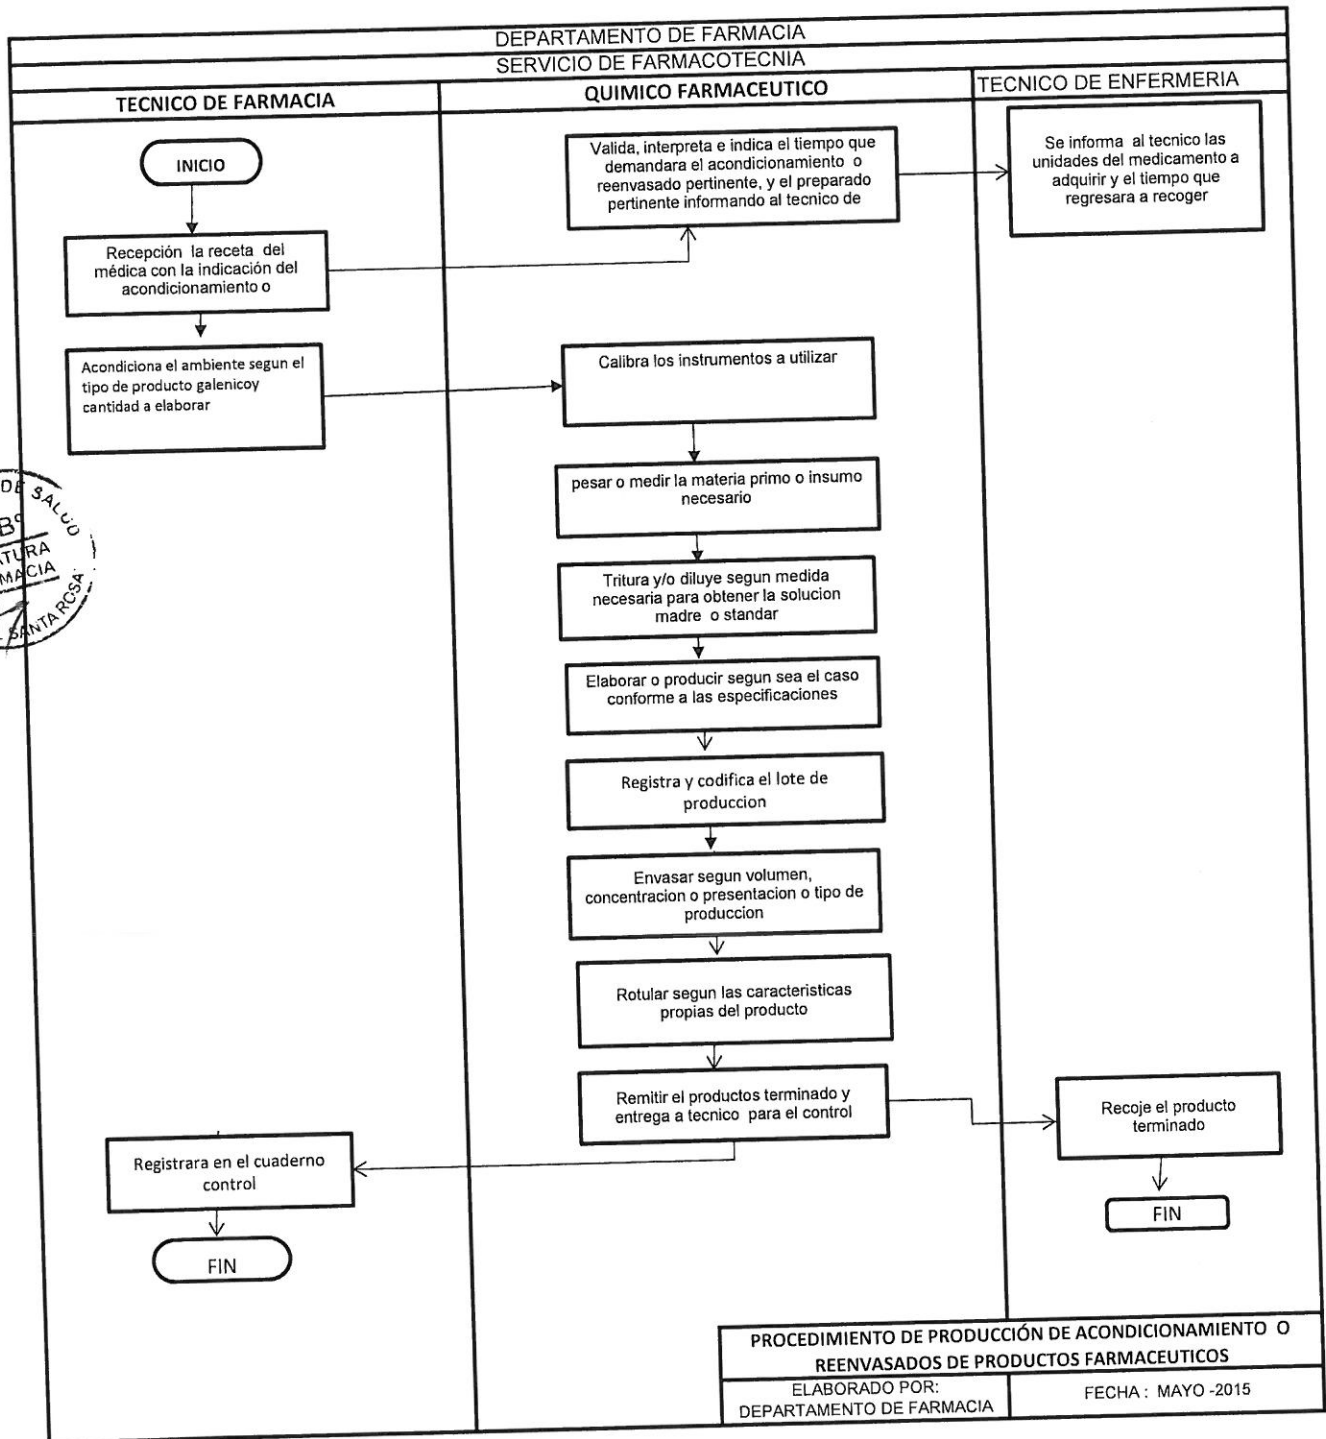 DEPARTAMENTO DE FARMACIA
SERVICIO DE FARMACOTECNIA
TECNICO DE FARMACIA
QUIMICO FARMACEUTICO
TECNICO DE ENFERMERIA
INICIO
Valida, interpreta e indica el tiempo que
demandara el acondicionamiento o
reenvasado pertinente, y el preparado
pertinente informando al tecnico de
Se informa al tecnico las
unidades del medicamento a
adquirir y el tiempo que
regresara a recoger
Recepción la receta del
médica con la indicación del
acondicionamiento o
Acondiciona el ambiente segun el
tipo de producto galenicoy
cantidad a elaborar
Calibra los instrumentos a utilizar
pesar o medir la materia primo o insumo
necesario
DE SALUD
Bº
ATURA
MACIA
SANTA ROSA
Tritura y/o diluye segun medida
necesaria para obtener la solucion
madre o standar
Elaborar o producir segun sea el caso
conforme a las especificaciones
Registra y codifica el lote de
produccion
Envasar segun volumen,
concentracion o presentacion o tipo de
produccion
Rotular segun las caracteristicas
propias del producto
Remitir el productos terminado y
entrega a tecnico para el control
Recoje el producto
terminado
Registrara en el cuaderno
control
FIN
FIN
PROCEDIMIENTO DE PRODUCCIÓN DE ACONDICIONAMIENTO O
REENVASADOS DE PRODUCTOS FARMACEUTICOS
ELABORADO POR:
DEPARTAMENTO DE FARMACIA
FECHA : MAYO -2015